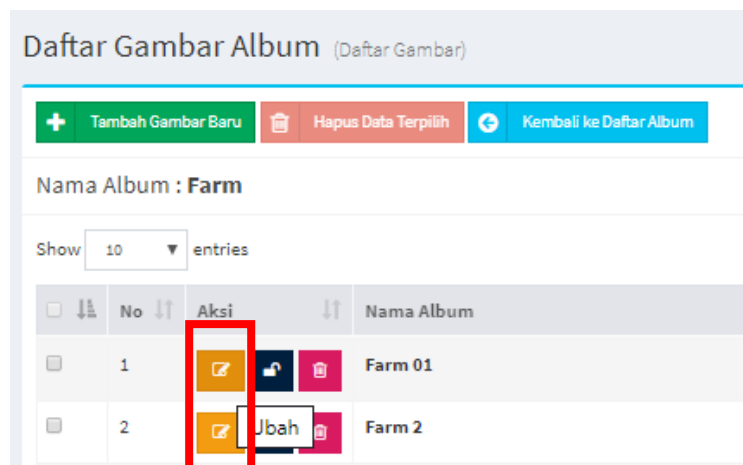 Daftar Gambar Album (Daftar Gambar)
Tambah Gambar Baru Hapus Data Terpilih Kembali ke Daftar Album
Nama Album : Farm
Show 10 entries
No Aksi Nama Album
1 Farm 01
2 Ubah Farm 2